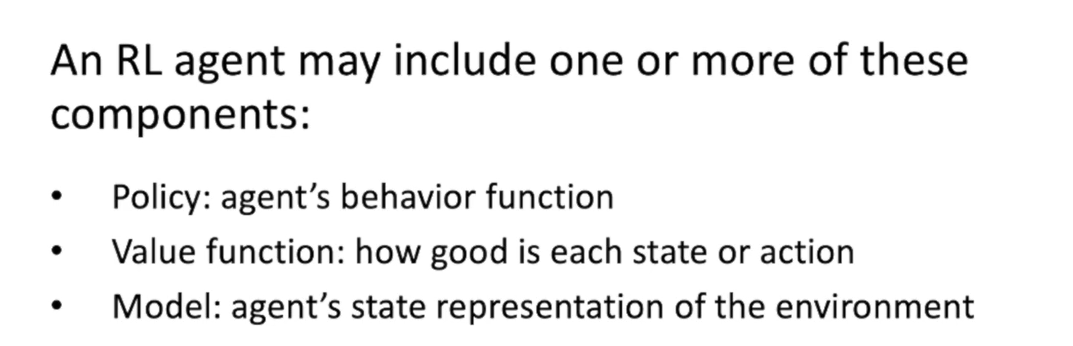 An RL agent may include one or more of these
components:
• Policy: agent’s behavior function
• Value function: how good is each state or action
• Model: agent’s state representation of the environment